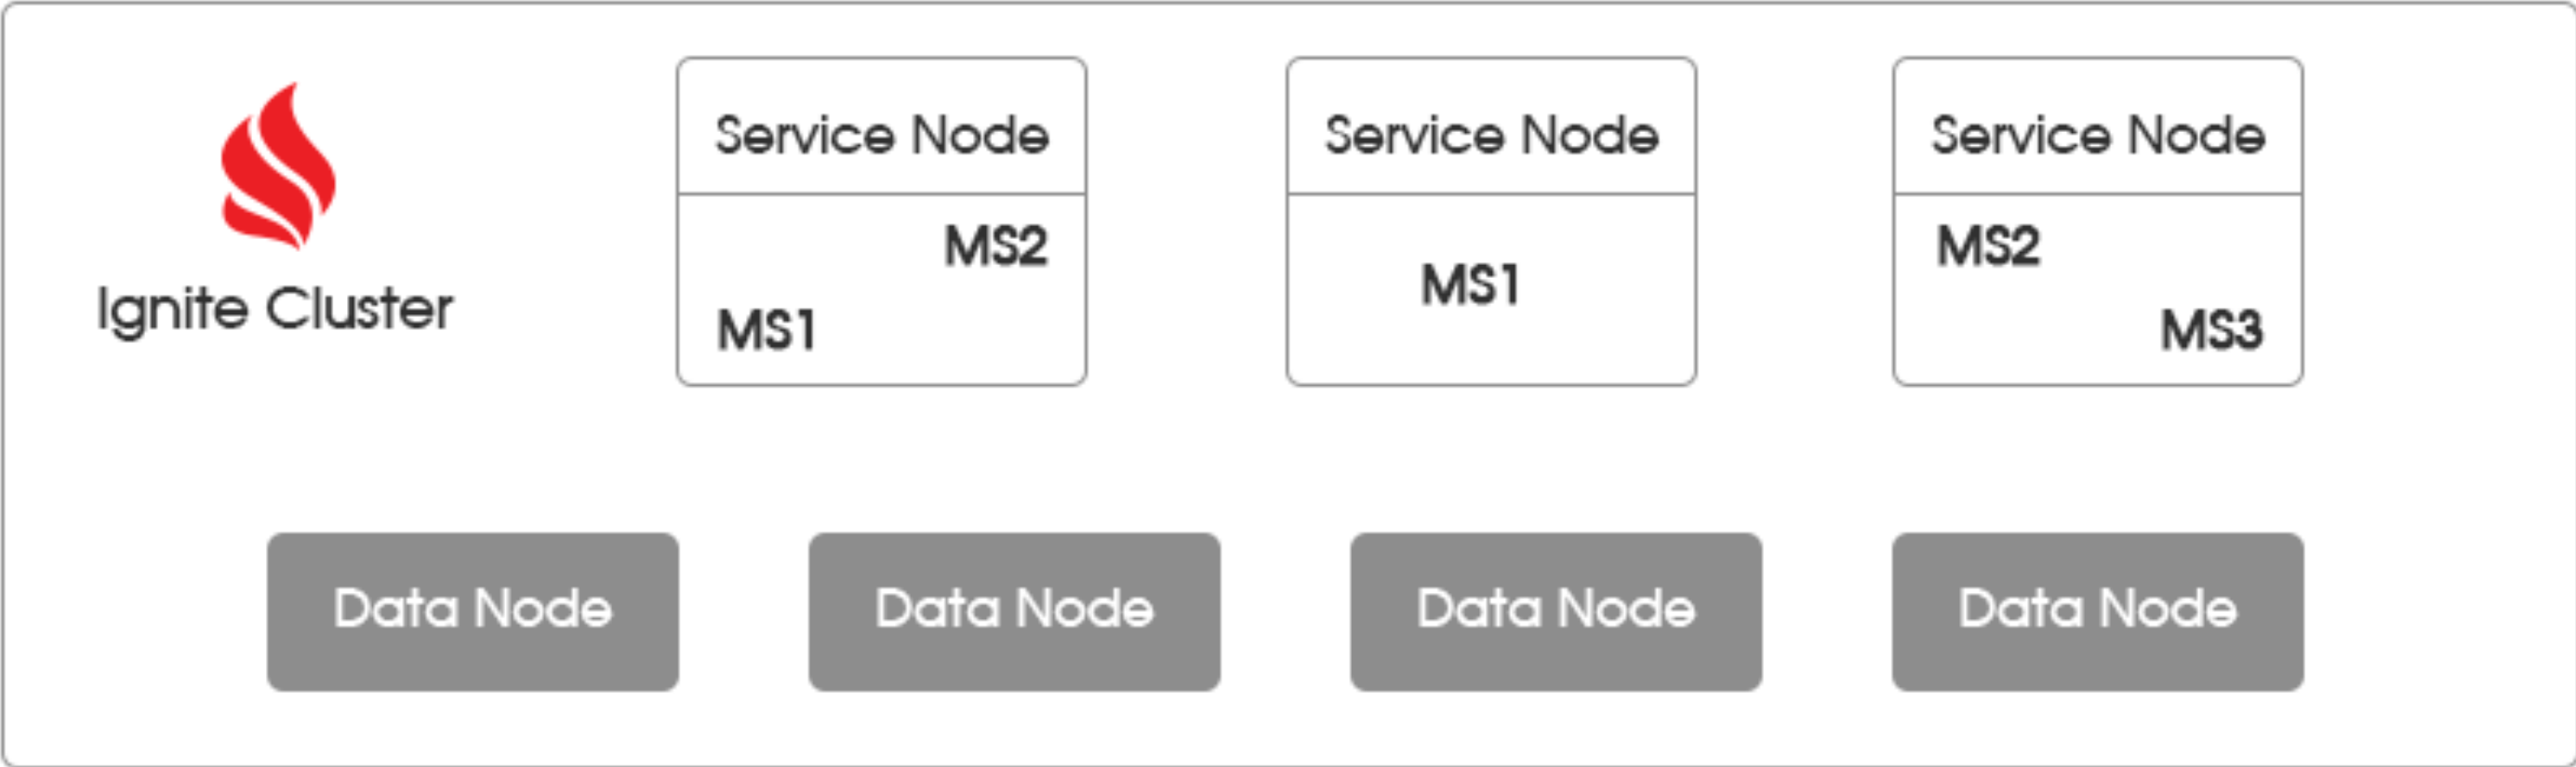 Ignite Cluster
Service Node
MS2
MS1
Service Node
MS1
Service Node
MS2
MS3
Data Node
Data Node
Data Node
Data Node